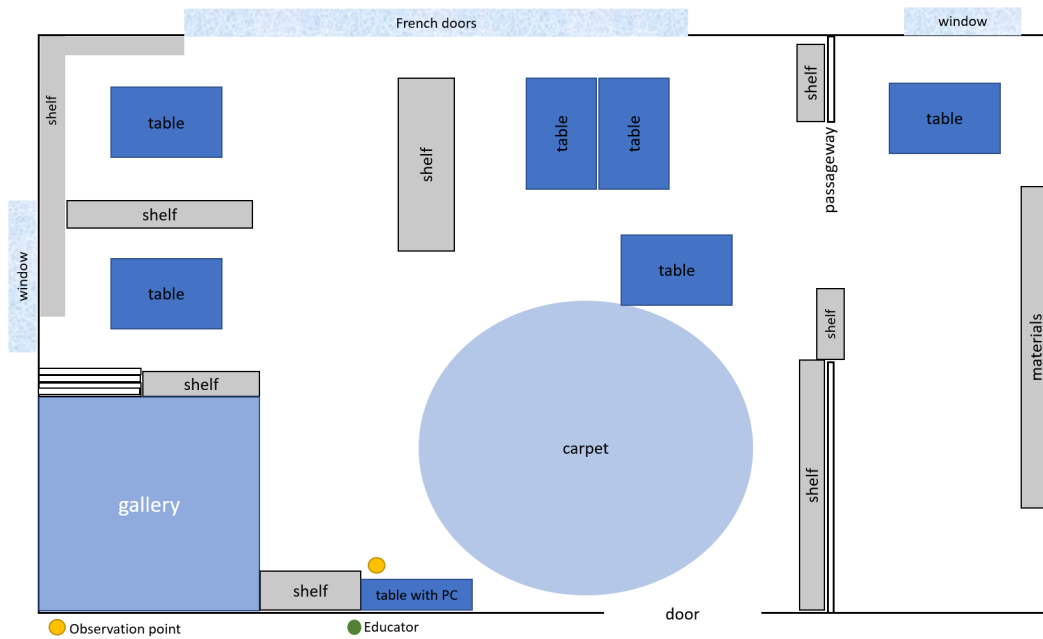 French doors
window
shelf
table
shelf
table
table
shelf
table
passageway
shelf
window
table
table
shelf
materials
shelf
carpet
gallery
shelf
shelf
table with PC
door
Observation point
Educator